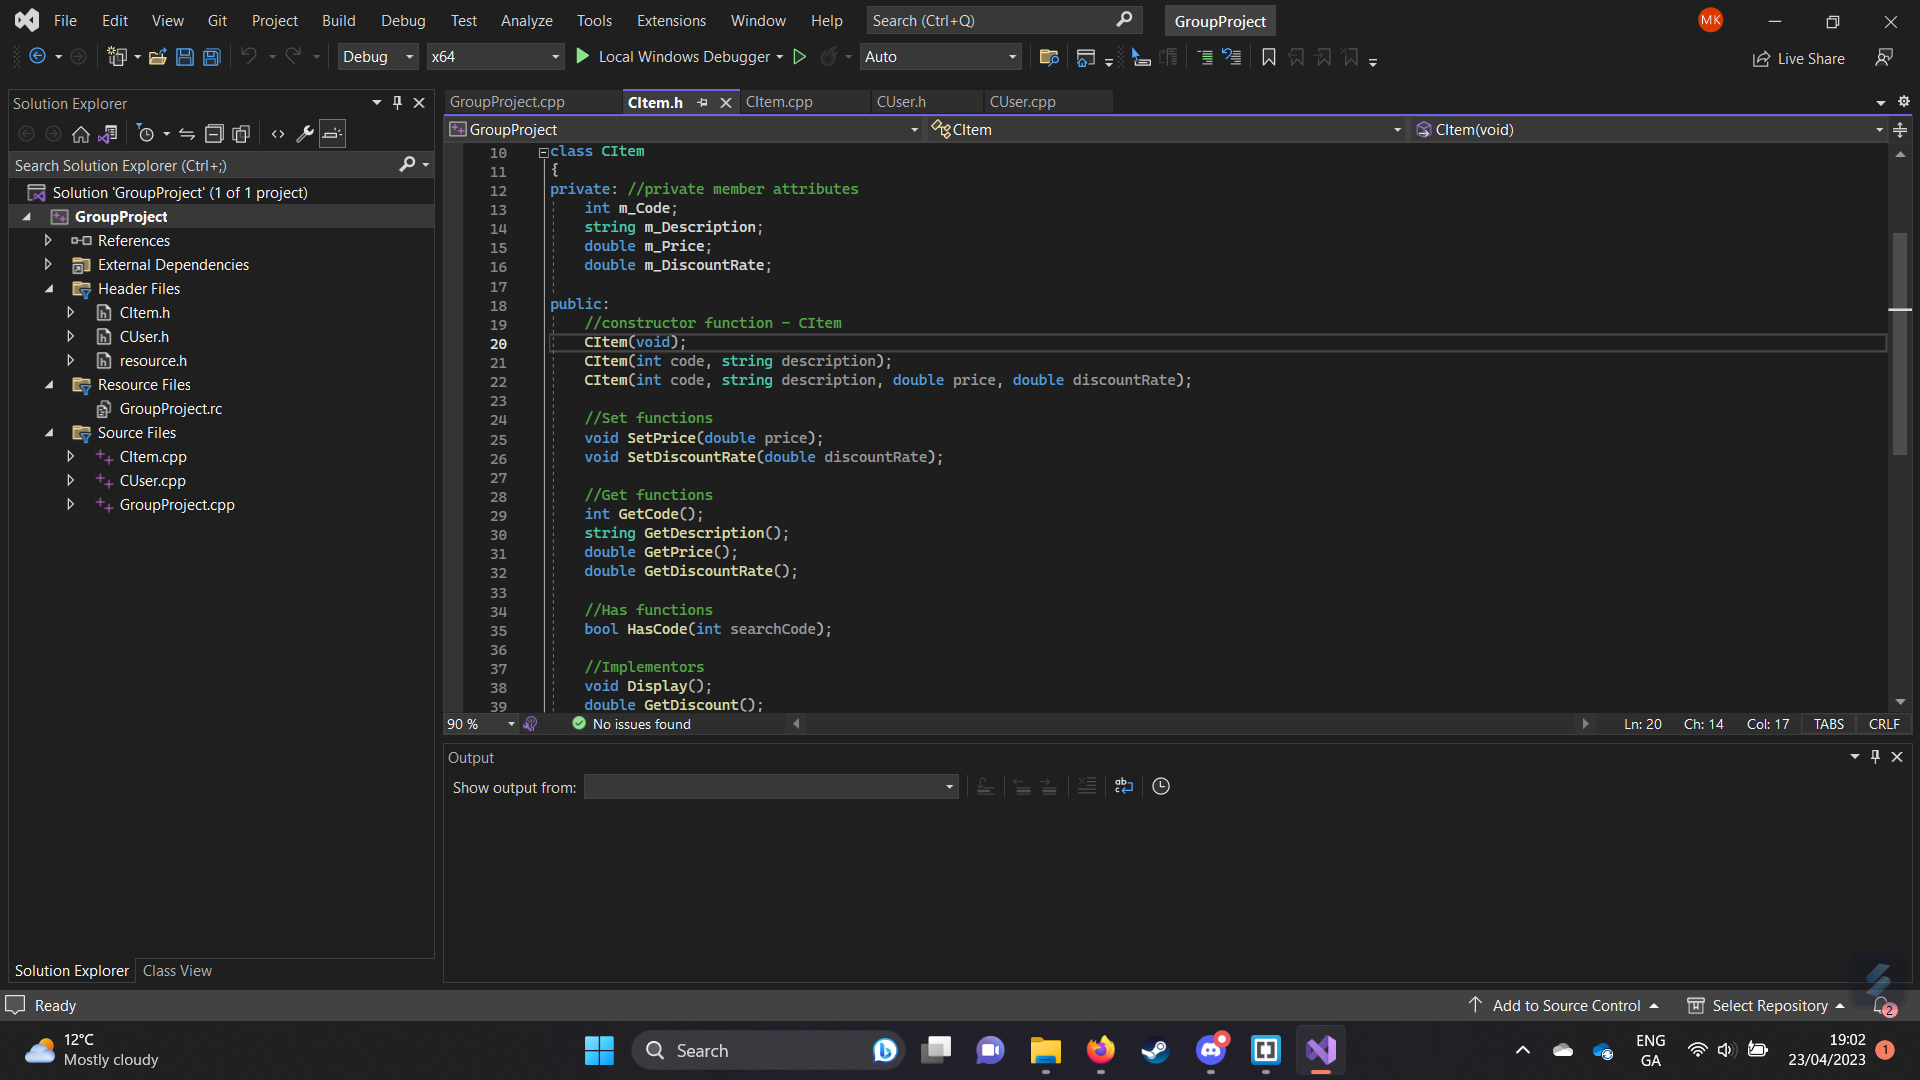 File Edit View Git Project Build Debug Test Analyze Tools Extensions Window Help Search (Ctrl+Q) GroupProject MK
Debug x64 Local Windows Debugger Auto Live Share
Solution Explorer
Search Solution Explorer (Ctrl+;)
Solution 'GroupProject' (1 of 1 project)
GroupProject
References
External Dependencies
Header Files
CItem.h
CUser.h
resource.h
Resource Files
GroupProject.rc
Source Files
CItem.cpp
CUser.cpp
GroupProject.cpp
Solution Explorer Class View
GroupProject.cpp CItem.h CItem.cpp CUser.h CUser.cpp
GroupProject CItem CItem(void)
10 class CItem
11 {
12 private: //private member attributes
13 int m_Code;
14 string m_Description;
15 double m_Price;
16 double m_DiscountRate;
17
18 public:
19 //constructor function - CItem
20 CItem(void);
21 CItem(int code, string description);
22 CItem(int code, string description, double price, double discountRate);
23
24 //Set functions
25 void SetPrice(double price);
26 void SetDiscountRate(double discountRate);
27
28 //Get functions
29 int GetCode();
30 string GetDescription();
31 double GetPrice();
32 double GetDiscountRate();
33
34 //Has functions
35 bool HasCode(int searchCode);
36
37 //Implementors
38 void Display();
39 double GetDiscount();
90 % No issues found Ln: 20 Ch: 14 Col: 17 TABS CRLF
Output
Show output from:
Ready Add to Source Control Select Repository 2
12°C
Mostly cloudy
Search
ENG
GA
19:02
23/04/2023
1